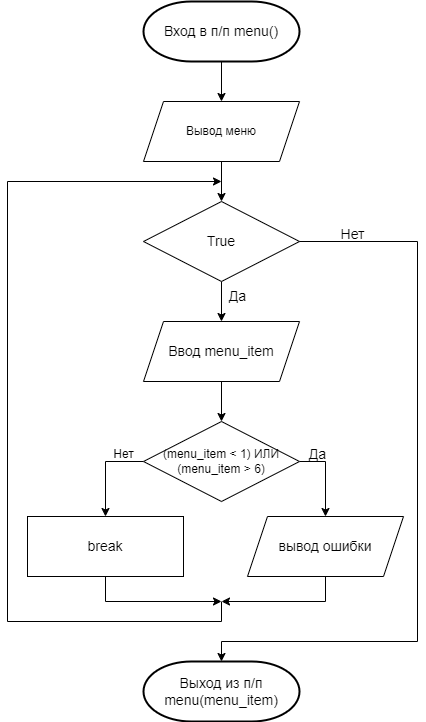 Вход в п/п menu()
Вывод меню
True
Нет
Да
Ввод menu_item
(menu_item < 1) ИЛИ
(menu_item > 6)
Нет
Да
break
вывод ошибки
Выход из п/п
menu(menu_item)